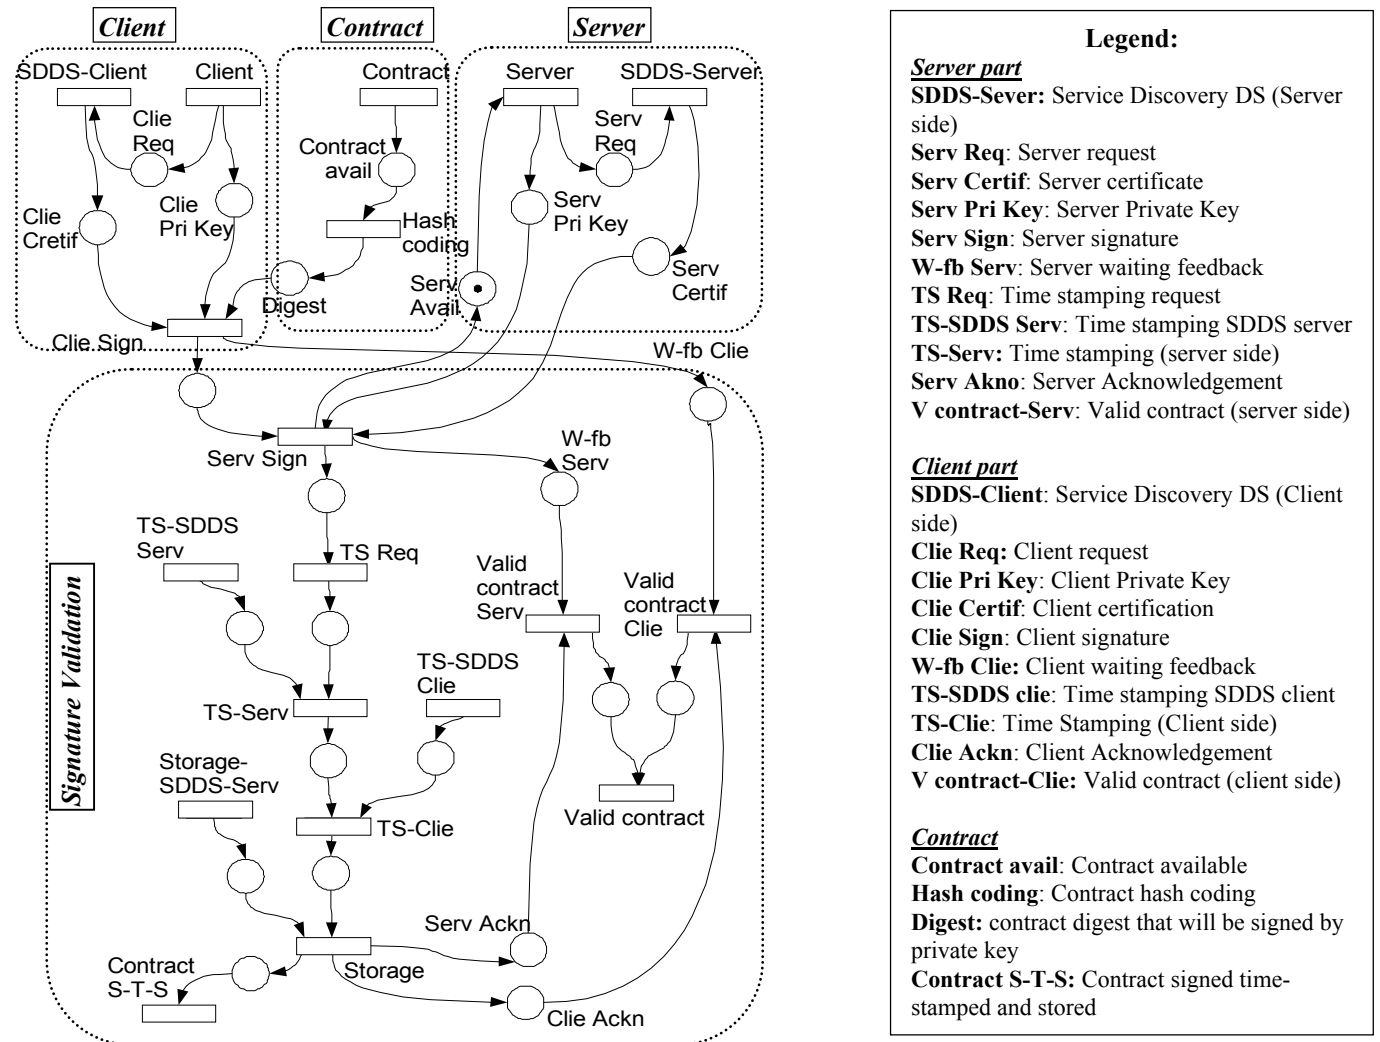 Client
Contract
Server
SDDS-Client
Client
Contract
Server
SDDS-Server
Clie
Req
Contract
avail
Serv
Req
Clie
Cretif
Clie
Pri Key
Hash
coding
Serv
Pri Key
Digest
Serv
Avail
Serv
Certif
Clie Sign
W-fb Clie
Serv Sign
W-fb
Serv
TS-SDDS
Serv
TS Req
Valid
contract
Serv
Valid
contract
Clie
Signature Validation
TS-SDDS
Clie
TS-Serv
Storage-
SDDS-Serv
TS-Clie
Valid contract
Serv Ackn
Contract
S-T-S
Storage
Clie Ackn
Legend:
Server part
SDDS-Sever: Service Discovery DS (Server
side)
Serv Req: Server request
Serv Certif: Server certificate
Serv Pri Key: Server Private Key
Serv Sign: Server signature
W-fb Serv: Server waiting feedback
TS Req: Time stamping request
TS-SDDS Serv: Time stamping SDDS server
TS-Serv: Time stamping (server side)
Serv Akno: Server Acknowledgement
V contract-Serv: Valid contract (server side)
Client part
SDDS-Client: Service Discovery DS (Client
side)
Clie Req: Client request
Clie Pri Key: Client Private Key
Clie Certif: Client certification
Clie Sign: Client signature
W-fb Clie: Client waiting feedback
TS-SDDS clie: Time stamping SDDS client
TS-Clie: Time Stamping (Client side)
Clie Ackn: Client Acknowledgement
V contract-Clie: Valid contract (client side)
Contract
Contract avail: Contract available
Hash coding: Contract hash coding
Digest: contract digest that will be signed by
private key
Contract S-T-S: Contract signed time-
stamped and stored